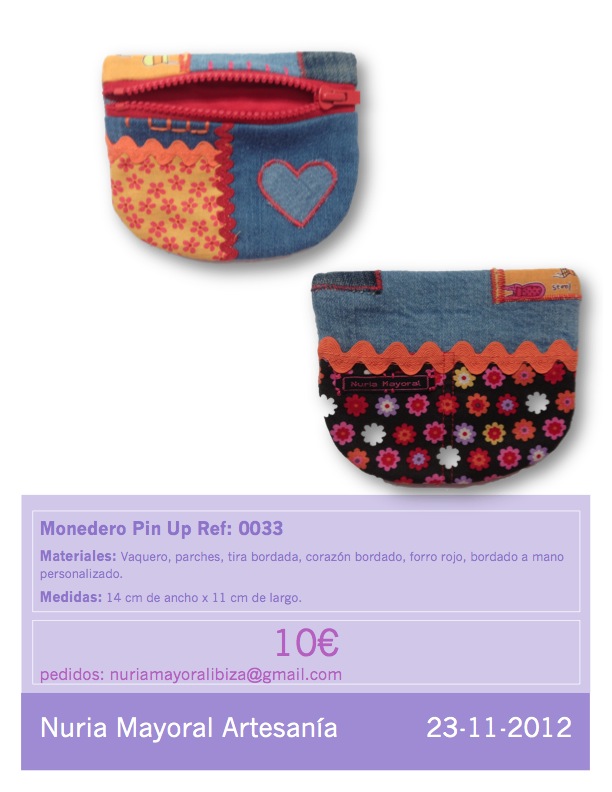 Nuria Mayoral
Monedero Pin Up Ref: 0033
Materiales: Vaquero, parches, tira bordada, corazón bordado, forro rojo, bordado a mano
personalizado.
Medidas: 14 cm de ancho x 11 cm de largo.
10€
pedidos: nuriamayoralibiza@gmail.com
Nuria Mayoral Artesanía 23-11-2012